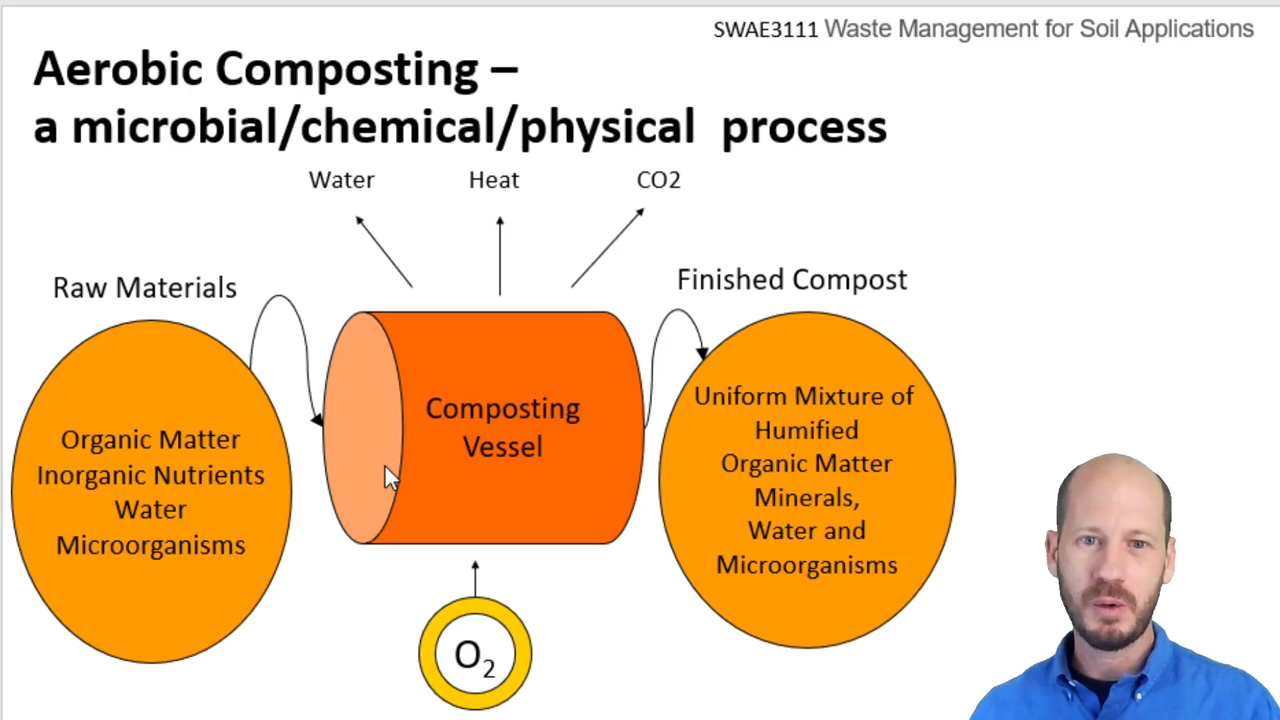 SWAE3111 Waste Management for Soil Applications
Aerobic Composting –
a microbial/chemical/physical process
Water
Heat
CO2
Raw Materials
Finished Compost
Organic Matter
Inorganic Nutrients
Water
Microorganisms
Composting
Vessel
Uniform Mixture of
Humified
Organic Matter
Minerals,
Water and
Microorganisms
O2